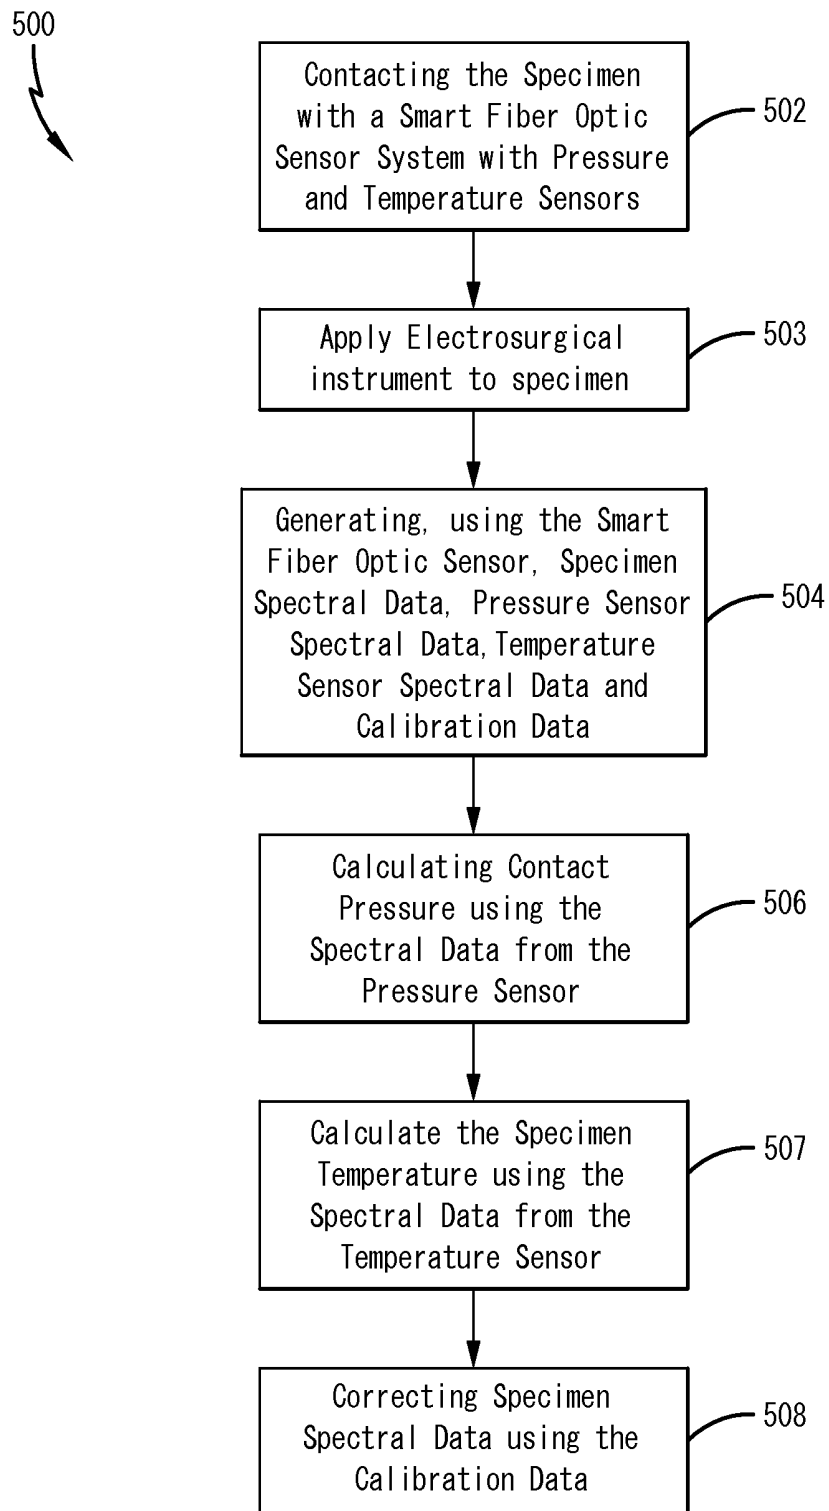 500
Contacting the Specimen
with a Smart Fiber Optic
Sensor System with Pressure
and Temperature Sensors
502
Apply Electrosurgical
instrument to specimen
503
Generating, using the Smart
Fiber Optic Sensor, Specimen
Spectral Data, Pressure Sensor
Spectral Data, Temperature
Sensor Spectral Data and
Calibration Data
504
Calculating Contact
Pressure using the
Spectral Data from the
Pressure Sensor
506
Calculate the Specimen
Temperature using the
Spectral Data from the
Temperature Sensor
507
Correcting Specimen
Spectral Data using the
Calibration Data
508